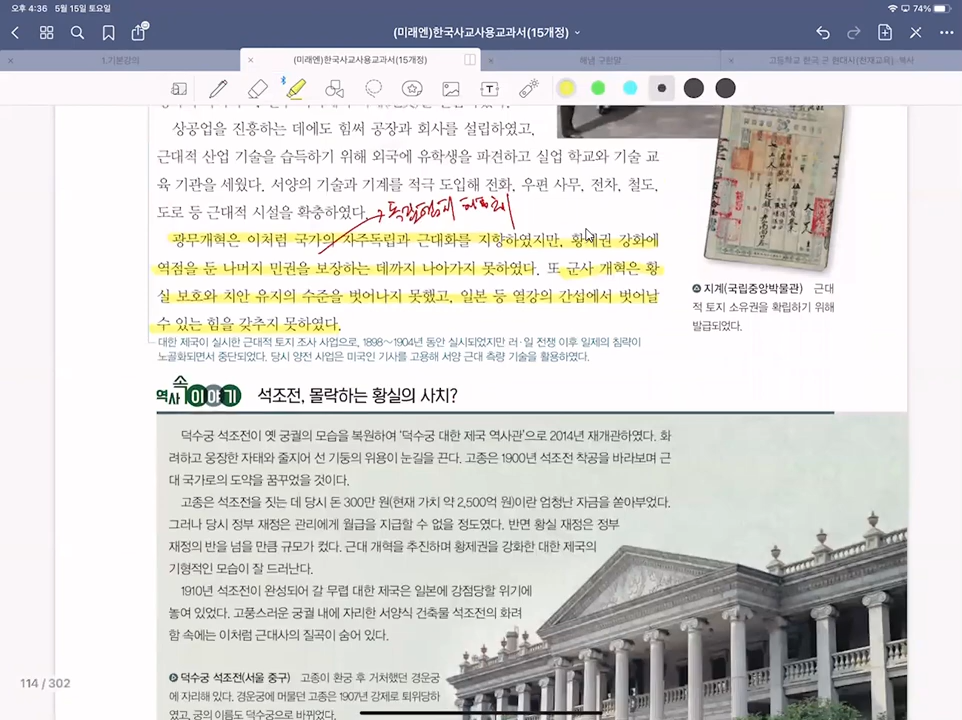 오후 4:36 5월 15일 토요일
74%
(미래엔)한국사교사용교과서(15개정)
1.기본강의
(미래엔)한국사교사용교과서(15개정)
해냄 구한말
고등학교 한국 근 현대사(천재교육)
상공업을 진흥하는 데에도 힘써 공장과 회사를 설립하였고,
근대적 산업 기술을 습득하기 위해 외국에 유학생을 파견하고 실업 학교와 기술 교
육 기관을 세웠다. 서양의 기술과 기계를 적극 도입해 전화, 우편 사무, 전차, 철도,
도로 등 근대적 시설을 확충하였다.
광무개혁은 이처럼 국가의 자주독립과 근대화를 지향하였지만, 황제권 강화에
역점을 둔 나머지 민권을 보장하는 데까지 나아가지 못하였다. 또 군사 개혁은 황
실 보호와 치안 유지의 수준을 벗어나지 못했고, 일본 등 열강의 간섭에서 벗어날
수 있는 힘을 갖추지 못하였다.
대한 제국이 실시한 근대적 토지 조사 사업으로, 1898~1904년 동안 실시되었지만 러·일 전쟁 이후 일제의 침략이
노골화되면서 중단되었다. 당시 양전 사업은 미국인 기사를 고용해 서양 근대 측량 기술을 활용하였다.
지계(국립중앙박물관) 근대
적 토지 소유권을 확립하기 위해
발급되었다.
역사 속 이야기 석조전, 몰락하는 황실의 사치?
덕수궁 석조전이 옛 궁궐의 모습을 복원하여 ‘덕수궁 대한 제국 역사관’으로 2014년 재개관하였다. 화
려하고 웅장한 자태와 줄지어 선 기둥의 위용이 눈길을 끈다. 고종은 1900년 석조전 착공을 바라보며 근
대 국가로의 도약을 꿈꾸었을 것이다.
고종은 석조전을 짓는 데 당시 돈 300만 원(현재 가치 약 2,500억 원)이란 엄청난 자금을 쏟아부었다.
그러나 당시 정부 재정은 관리에게 월급을 지급할 수 없을 정도였다. 반면 황실 재정은 정부
재정의 반을 넘을 만큼 규모가 컸다. 근대 개혁을 추진하며 황제권을 강화한 대한 제국의
기형적인 모습이 잘 드러난다.
1910년 석조전이 완성되어 갈 무렵 대한 제국은 일본에 강점당할 위기에
놓여 있었다. 고풍스러운 궁궐 내에 자리한 서양식 건축물 석조전의 화려
함 속에는 이처럼 근대사의 질곡이 숨어 있다.
덕수궁 석조전(서울 중구) 고종이 환궁 후 거처했던 경운궁
에 자리해 있다. 경운궁에 머물던 고종은 1907년 강제로 퇴위당하
였고, 궁의 이름도 덕수궁으로 바뀌었다.
114 / 302